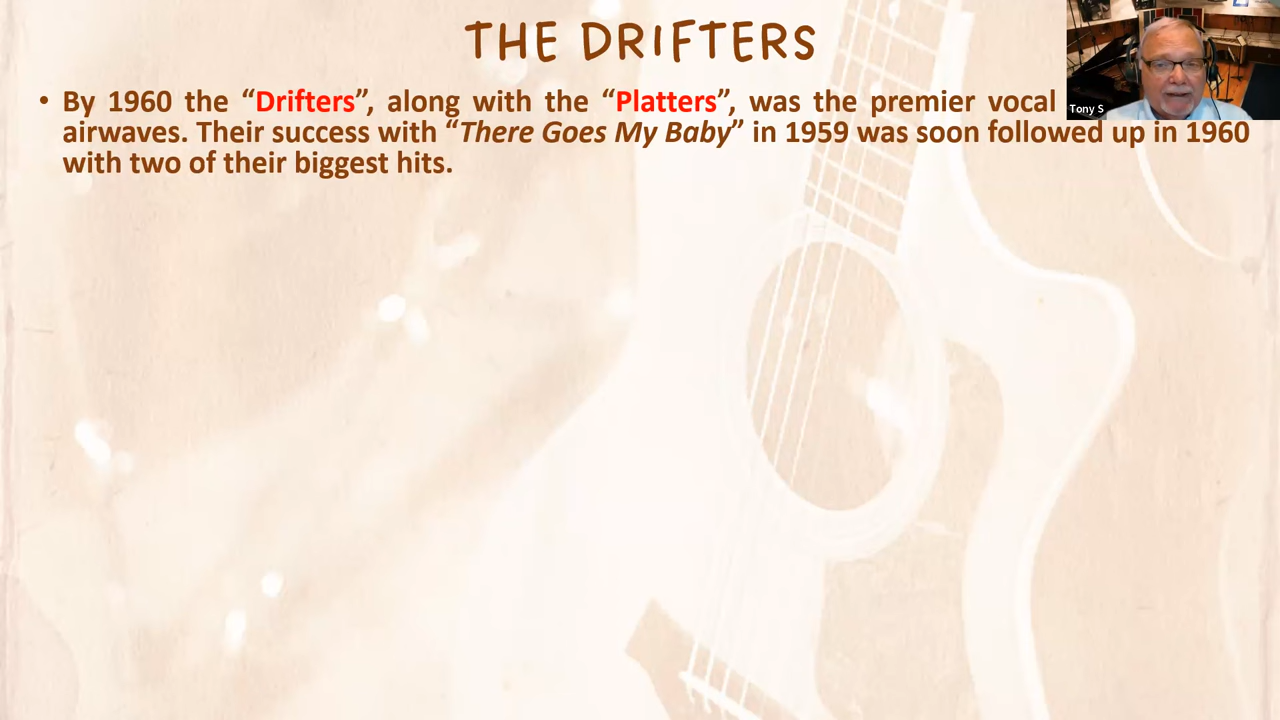 THE DRIFTERS
• By 1960 the “Drifters”, along with the “Platters”, was the premier vocal
airwaves. Their success with “There Goes My Baby” in 1959 was soon followed up in 1960
with two of their biggest hits.
Tony S